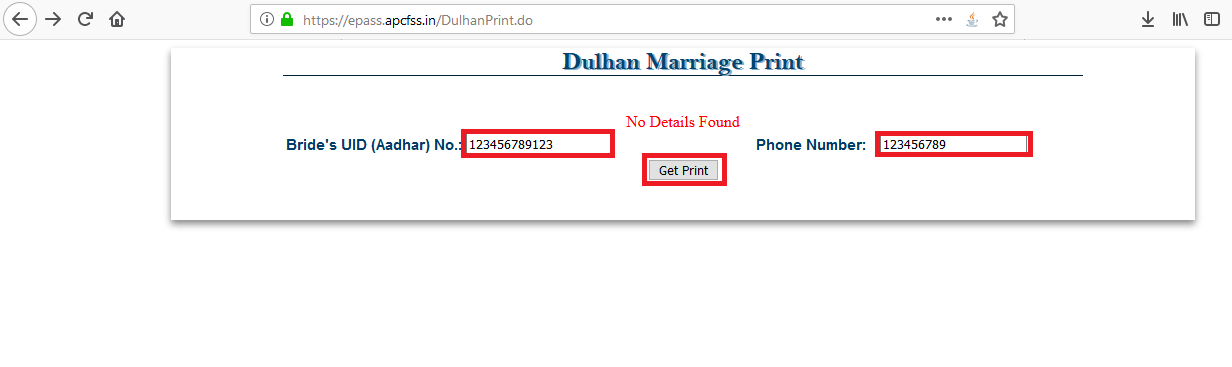 https://epass.apcfss.in/DulhanPrint.do
Dulhan Marriage Print
No Details Found
Bride's UID (Aadhar) No.: 123456789123 Phone Number: 123456789
Get Print